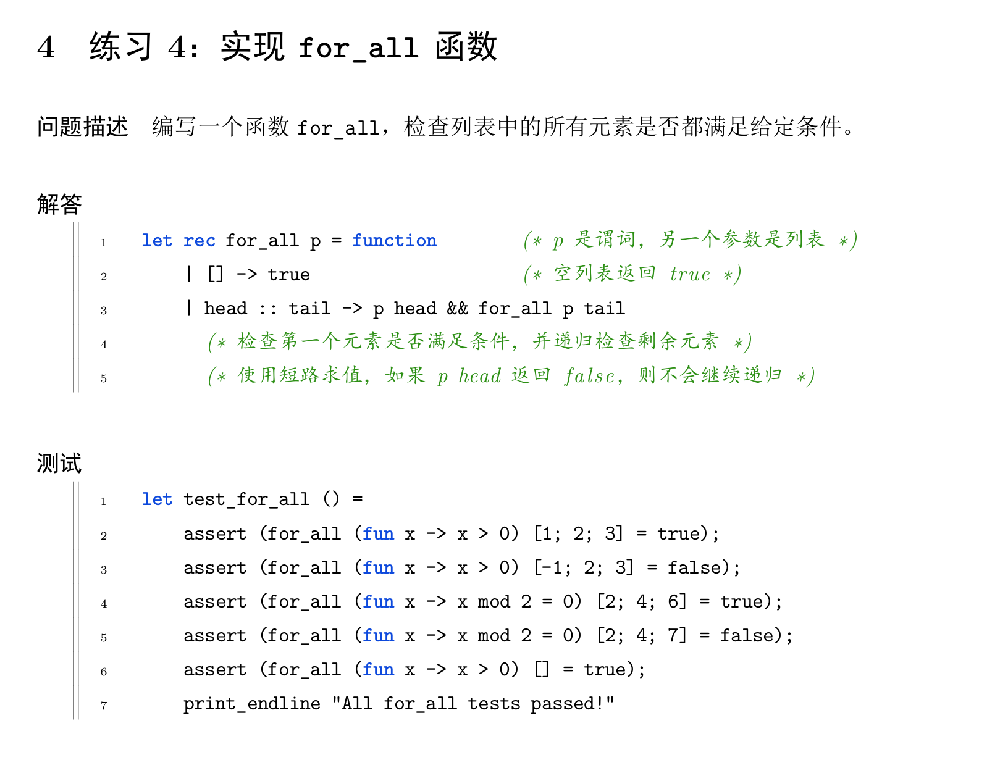 4 练习 4：实现 for_all 函数
问题描述 编写一个函数 for_all，检查列表中的所有元素是否都满足给定条件。
解答
1 let rec for_all p = function (* p 是谓词，另一个参数是列表 *)
2 | [] -> true (* 空列表返回 true *)
3 | head :: tail -> p head && for_all p tail
4 (* 检查第一个元素是否满足条件，并递归检查剩余元素 *)
5 (* 使用短路求值，如果 p head 返回 false，则不会继续递归 *)
测试
1 let test_for_all () =
2 assert (for_all (fun x -> x > 0) [1; 2; 3] = true);
3 assert (for_all (fun x -> x > 0) [-1; 2; 3] = false);
4 assert (for_all (fun x -> x mod 2 = 0) [2; 4; 6] = true);
5 assert (for_all (fun x -> x mod 2 = 0) [2; 4; 7] = false);
6 assert (for_all (fun x -> x > 0) [] = true);
7 print_endline "All for_all tests passed!"